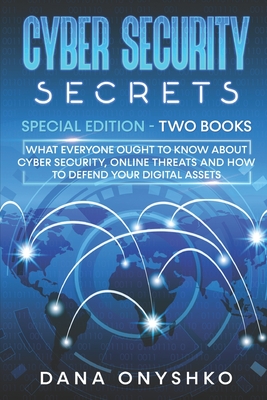 CYBER SECURITY
SECRETS
SPECIAL EDITION - TWO BOOKS
WHAT EVERYONE OUGHT TO KNOW ABOUT
CYBER SECURITY, ONLINE THREATS AND HOW
TO DEFEND YOUR DIGITAL ASSETS
DANA ONYSHKO